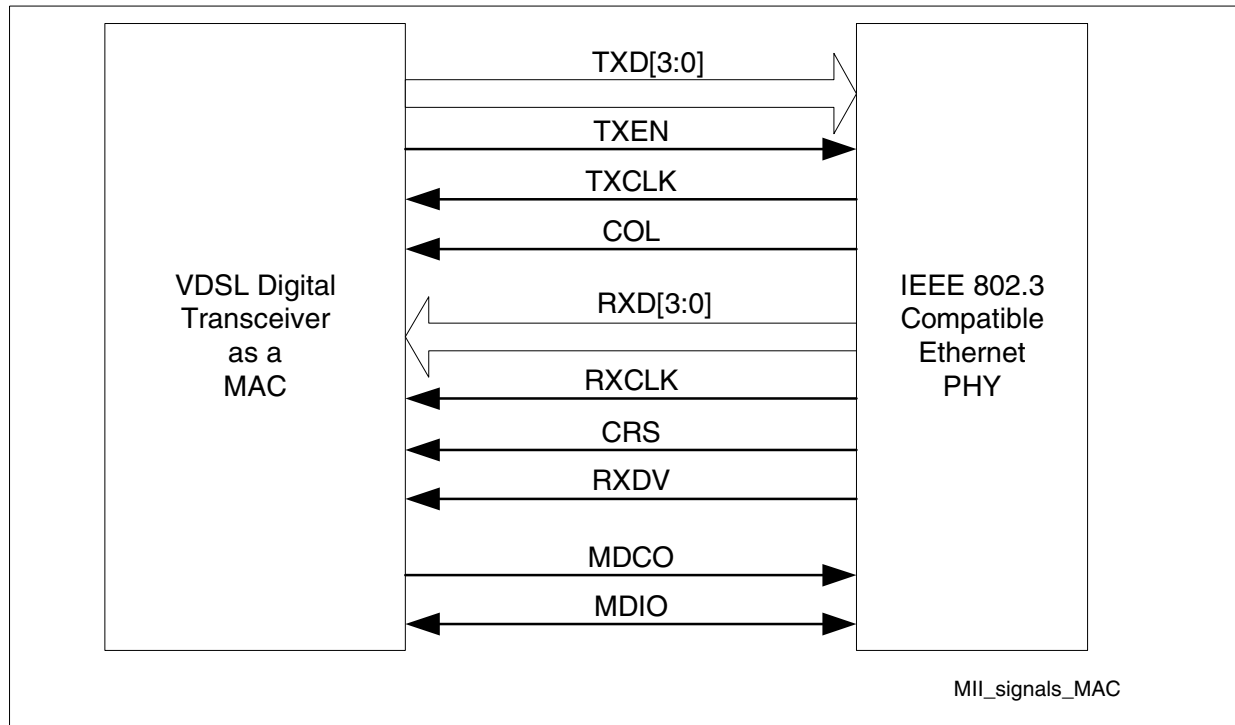 TXD[3:0]
TXEN
TXCLK
COL
VDSL Digital
Transceiver
as a
MAC
RXD[3:0]
IEEE 802.3
Compatible
Ethernet
PHY
RXCLK
CRS
RXDV
MDCO
MDIO
MII_signals_MAC